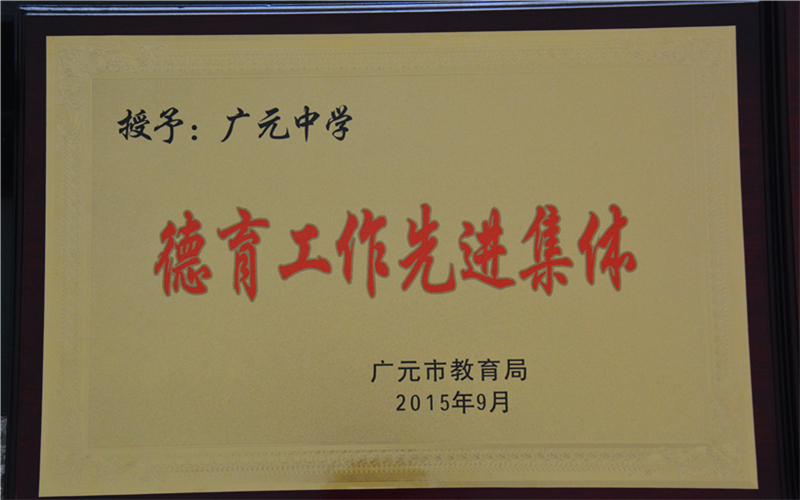 授予：广元中学
德育工作先进集体
广元市教育局
2015年9月